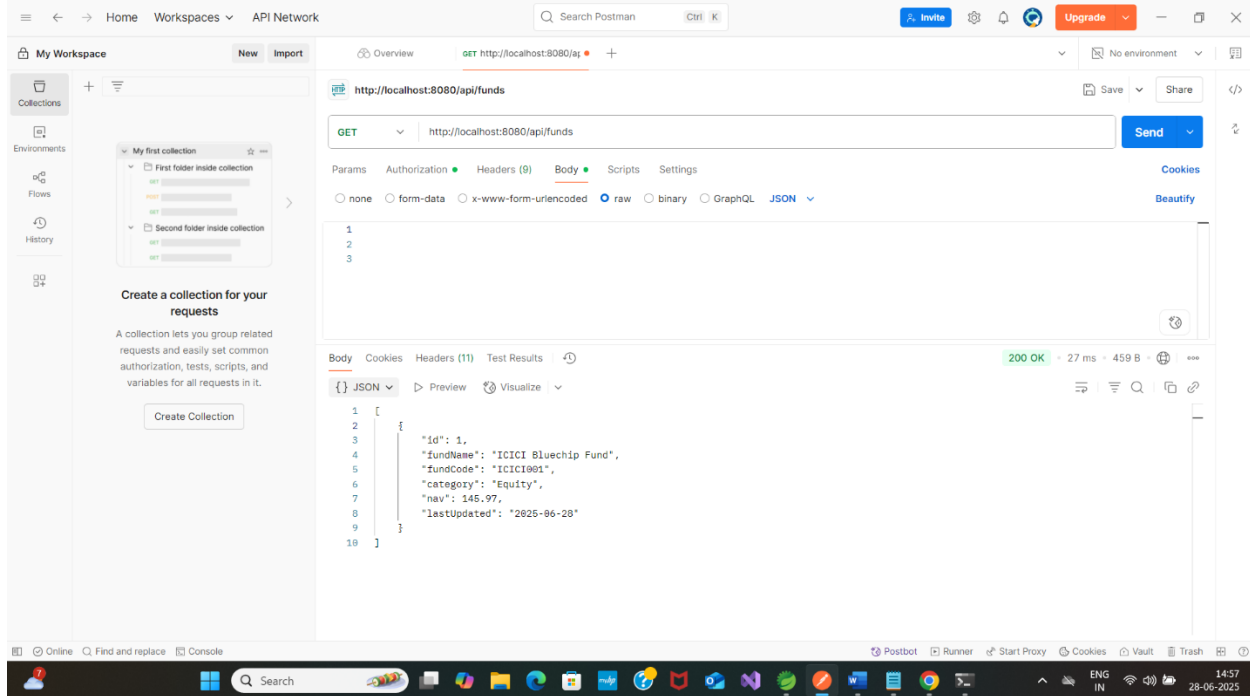 Home Workspaces API Network Search Postman Ctrl K Invite Upgrade
My Workspace New Import Overview GET http://localhost:8080/ap No environment
Collections
Environments
Flows
History
HTTP http://localhost:8080/api/funds Save Share
GET http://localhost:8080/api/funds Send
Params Authorization Headers (9) Body Scripts Settings Cookies
none form-data x-www-form-urlencoded raw binary GraphQL JSON Beautify
1
2
3
My first collection
First folder inside collection
GET
POST
GET
Second folder inside collection
GET
GET
Create a collection for your
requests
A collection lets you group related
requests and easily set common
authorization, tests, scripts, and
variables for all requests in it.
Create Collection
Body Cookies Headers (11) Test Results 200 OK 27 ms 459 B
{} JSON Preview Visualize
1 [
2 {
3 "id": 1,
4 "fundName": "ICICI Bluechip Fund",
5 "fundCode": "ICICI001",
6 "category": "Equity",
7 "nav": 145.97,
8 "lastUpdated": "2025-06-28"
9 }
10 ]
Online Find and replace Console Postbot Runner Start Proxy Cookies Vault Trash
Search ENG 14:57
IN 28-06-2025